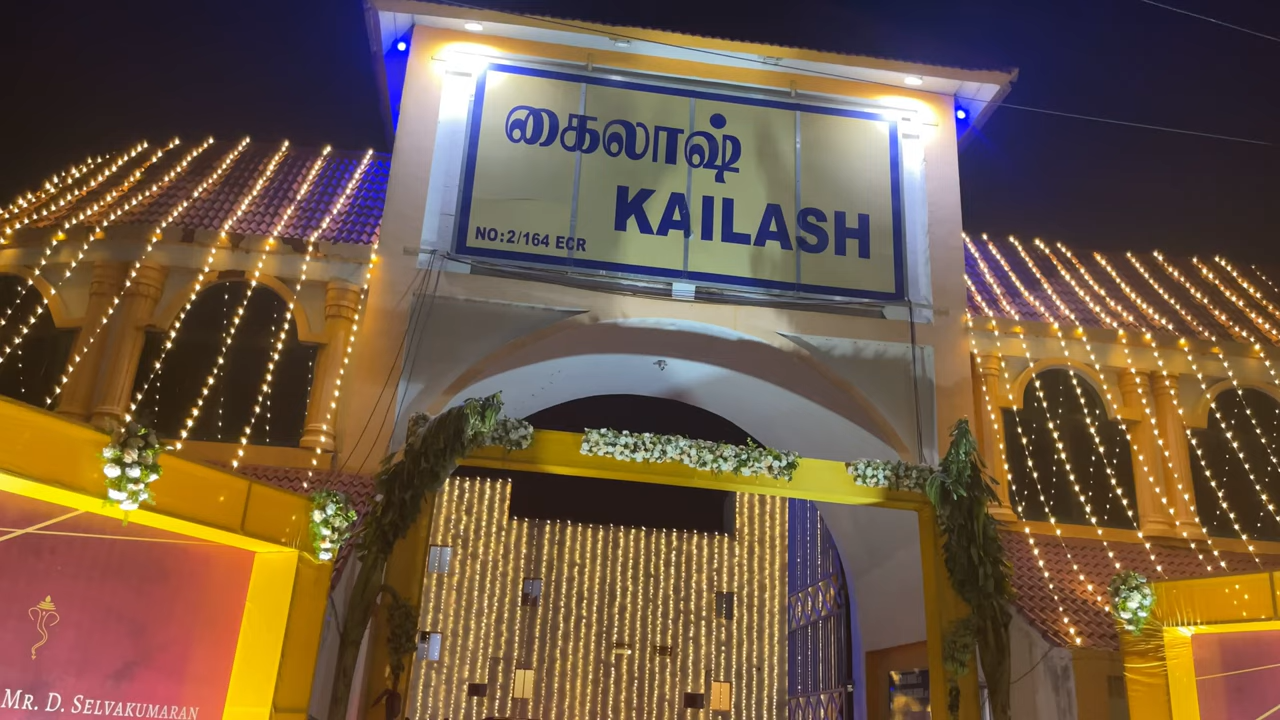 கைலாஷ்
KAILASH
NO:2/164 ECR
MR. D. SELVAKUMARAN